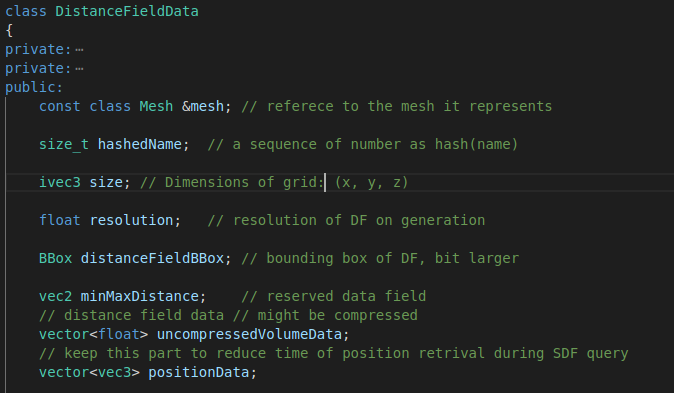 class DistanceFieldData
{
private:⋯
private:⋯
public:
const class Mesh &mesh; // referece to the mesh it represents
size_t hashedName;  // a sequence of number as hash(name)
ivec3 size; // Dimensions of grid: (x, y, z)
float resolution;   // resolution of DF on generation
BBox distanceFieldBBox; // bounding box of DF, bit larger
vec2 minMaxDistance;    // reserved data field
// distance field data // might be compressed
vector<float> uncompressedVolumeData;
// keep this part to reduce time of position retrival during SDF query
vector<vec3> positionData;